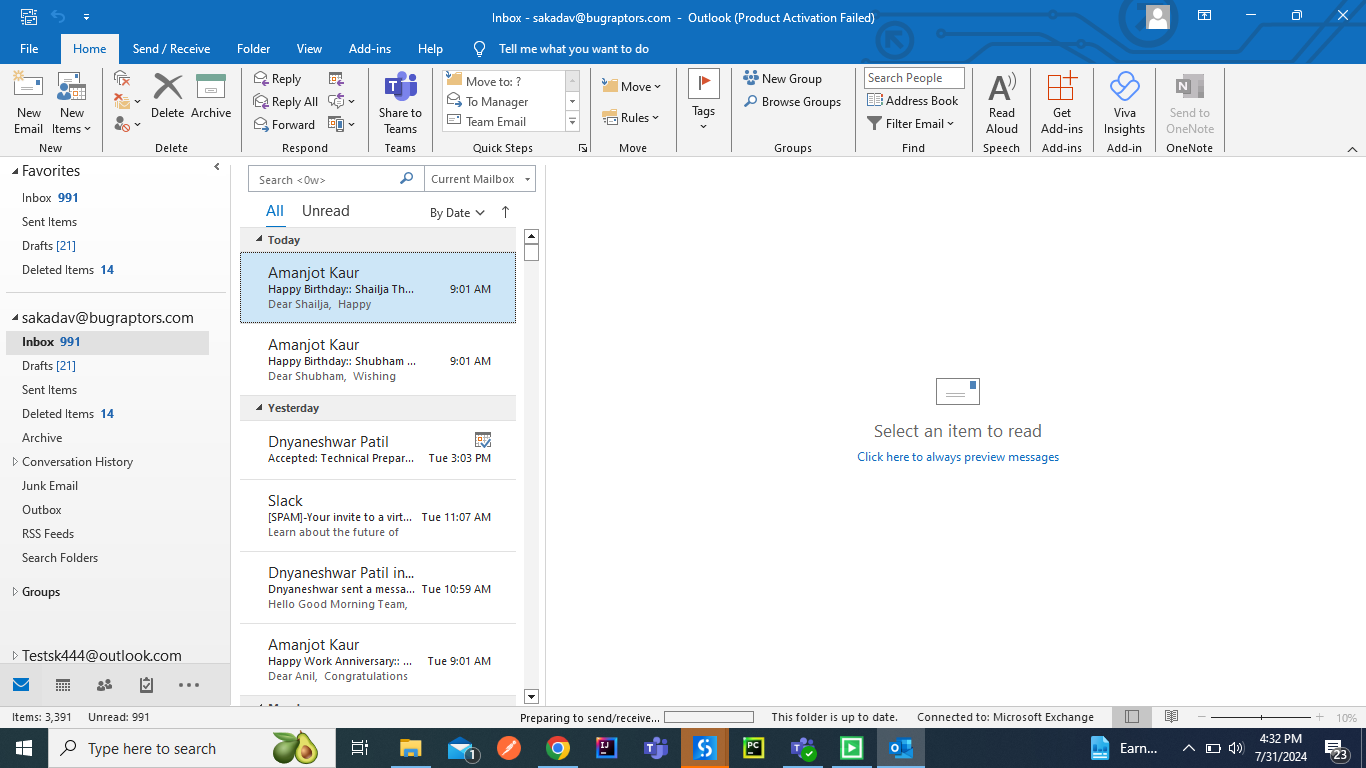 Inbox - sakadav@bugraptors.com - Outlook (Product Activation Failed)
File Home Send / Receive Folder View Add-ins Help Tell me what you want to do
New Email
New Items
New
Delete
Archive
Delete
Reply
Reply All
Forward
Respond
Share to Teams
Teams
Move to: ?
To Manager
Team Email
Quick Steps
Move
Rules
Move
Tags
New Group
Browse Groups
Groups
Search People
Address Book
Filter Email
Find
Read Aloud
Speech
Get Add-ins
Add-ins
Viva Insights
Add-in
Send to OneNote
OneNote
Favorites
Inbox 991
Sent Items
Drafts [21]
Deleted Items 14
sakadav@bugraptors.com
Inbox 991
Drafts [21]
Sent Items
Deleted Items 14
Archive
Conversation History
Junk Email
Outbox
RSS Feeds
Search Folders
Groups
Testsk444@outlook.com
Search <0w> Current Mailbox
All Unread By Date
Today
Amanjot Kaur
Happy Birthday:: Shailja Th... 9:01 AM
Dear Shailja, Happy
Amanjot Kaur
Happy Birthday:: Shubham ... 9:01 AM
Dear Shubham, Wishing
Yesterday
Dnyaneshwar Patil
Accepted: Technical Prepar... Tue 3:03 PM
Slack
[SPAM]-Your invite to a virt... Tue 11:07 AM
Learn about the future of
Dnyaneshwar Patil in...
Dnyaneshwar sent a messa... Tue 10:59 AM
Hello Good Morning Team,
Amanjot Kaur
Happy Work Anniversary:: ... Tue 9:01 AM
Dear Anil, Congratulations
Select an item to read
Click here to always preview messages
Items: 3,391 Unread: 991 Preparing to send/receive... This folder is up to date. Connected to: Microsoft Exchange 10%
Type here to search
1
Earn...
4:32 PM
7/31/2024
23